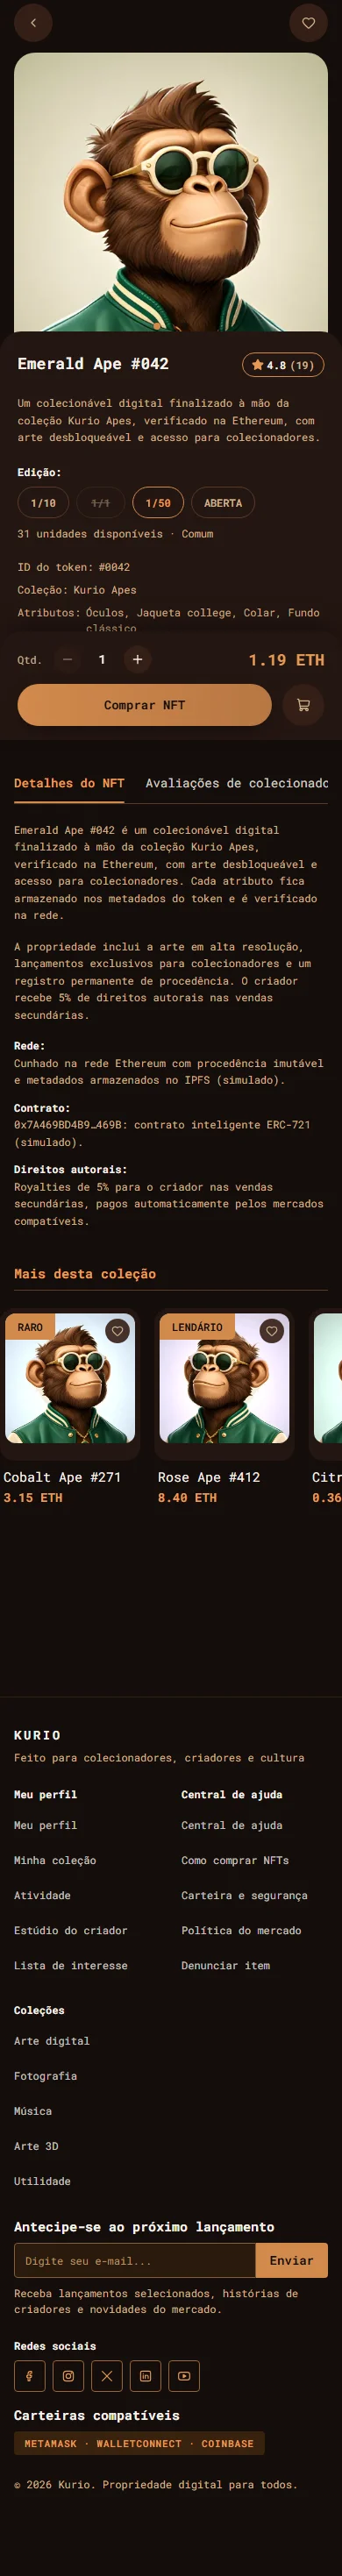 Emerald Ape #042
4.8 (19)
Um colecionável digital finalizado à mão da
coleção Kurio Apes, verificado na Ethereum, com
arte desbloqueável e acesso para colecionadores.
Edição:
1/10
1/1
1/50
ABERTA
31 unidades disponíveis · Comum
ID do token: #0042
Coleção: Kurio Apes
Atributos: Óculos, Jaqueta college, Colar, Fundo
clássico
Qtd.
1
1.19 ETH
Comprar NFT
Detalhes do NFT
Avaliações de colecionadc
Emerald Ape #042 é um colecionável digital
finalizado à mão da coleção Kurio Apes,
verificado na Ethereum, com arte desbloqueável e
acesso para colecionadores. Cada atributo fica
armazenado nos metadados do token e é verificado
na rede.
A propriedade inclui a arte em alta resolução,
lançamentos exclusivos para colecionadores e um
registro permanente de procedência. O criador
recebe 5% de direitos autorais nas vendas
secundárias.
Rede:
Cunhado na rede Ethereum com procedência imutável
e metadados armazenados no IPFS (simulado).
Contrato:
0x7A469BD4B9…469B: contrato inteligente ERC-721
(simulado).
Direitos autorais:
Royalties de 5% para o criador nas vendas
secundárias, pagos automaticamente pelos mercados
compatíveis.
Mais desta coleção
RARO
LENDÁRIO
Cobalt Ape #271
Rose Ape #412
Citr
3.15 ETH
8.40 ETH
0.36
KURIO
Feito para colecionadores, criadores e cultura
Meu perfil
Meu perfil
Minha coleção
Atividade
Estúdio do criador
Lista de interesse
Central de ajuda
Central de ajuda
Como comprar NFTs
Carteira e segurança
Política do mercado
Denunciar item
Coleções
Arte digital
Fotografia
Música
Arte 3D
Utilidade
Antecipe-se ao próximo lançamento
Digite seu e-mail...
Enviar
Receba lançamentos selecionados, histórias de
criadores e novidades do mercado.
Redes sociais
Carteiras compatíveis
METAMASK · WALLETCONNECT · COINBASE
© 2026 Kurio. Propriedade digital para todos.